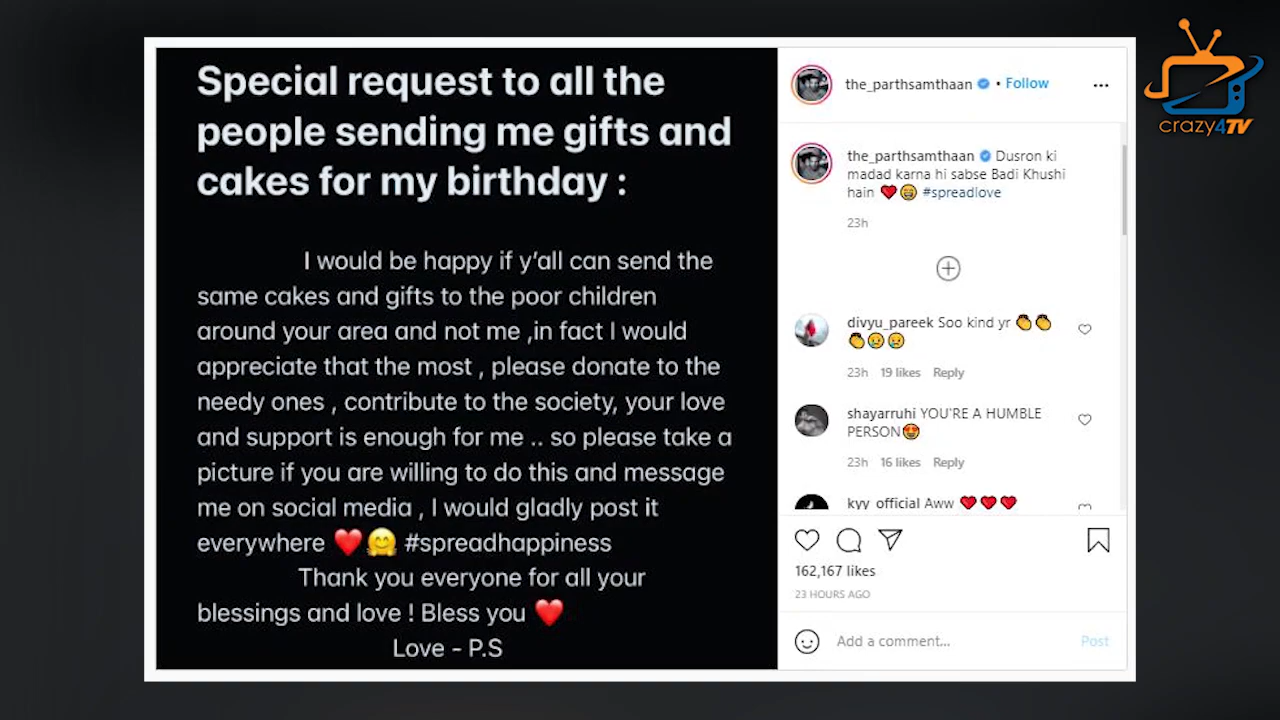 Special request to all the
people sending me gifts and
cakes for my birthday :
I would be happy if y'all can send the
same cakes and gifts to the poor children
around your area and not me ,in fact I would
appreciate that the most , please donate to the
needy ones , contribute to the society, your love
and support is enough for me .. so please take a
picture if you are willing to do this and message
me on social media , I would gladly post it
everywhere ❤️🤗 #spreadhappiness
Thank you everyone for all your
blessings and love ! Bless you ❤️
Love - P.S
the_parthsamthaan • Follow
the_parthsamthaan Dusron ki
madad karna hi sabse Badi Khushi
hain ❤️😁 #spreadlove
23h
divyu_pareek Soo kind yr 👏👏
👏😢😢
23h 19 likes Reply
shayarruhi YOU'RE A HUMBLE
PERSON😍
23h 16 likes Reply
kyy_official Aww ❤️❤️❤️
162,167 likes
23 HOURS AGO
Add a comment... Post
crazy4TV